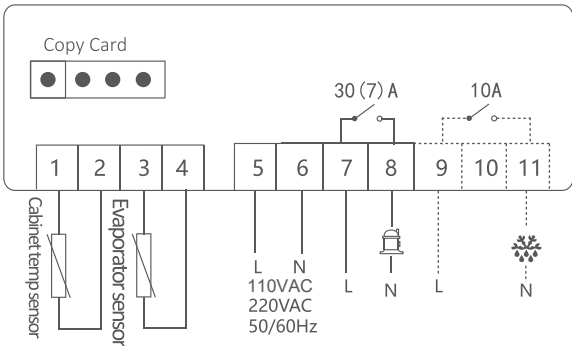 Copy Card
30(7)A
10A
1 2 3 4 5 6 7 8 9 10 11
Cabinet temp sensor
Evaporator sensor
L N L N L N
110VAC
220VAC
50/60Hz